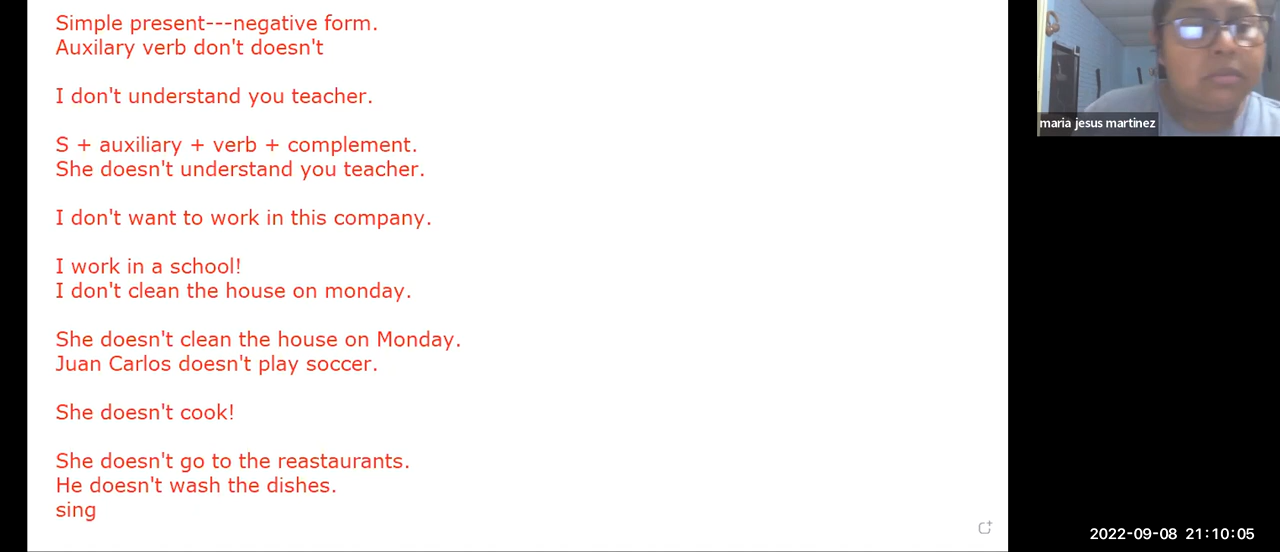 Simple present---negative form.
Auxilary verb don't doesn't
I don't understand you teacher.
S + auxiliary + verb + complement.
She doesn't understand you teacher.
I don't want to work in this company.
I work in a school!
I don't clean the house on monday.
She doesn't clean the house on Monday.
Juan Carlos doesn't play soccer.
She doesn't cook!
She doesn't go to the reastaurants.
He doesn't wash the dishes.
sing
maria jesus martinez
2022-09-08 21:10:05